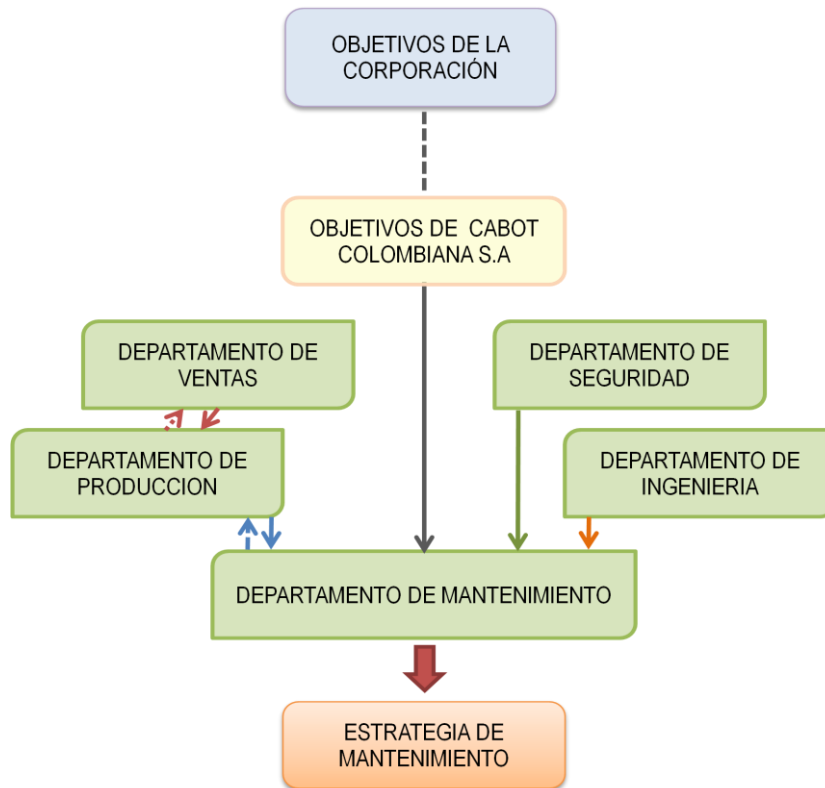 OBJETIVOS DE LA
CORPORACIÓN
OBJETIVOS DE CABOT
COLOMBIANA S.A
DEPARTAMENTO DE
VENTAS
DEPARTAMENTO DE
SEGURIDAD
DEPARTAMENTO DE
PRODUCCION
DEPARTAMENTO DE
INGENIERIA
DEPARTAMENTO DE MANTENIMIENTO
ESTRATEGIA DE
MANTENIMIENTO